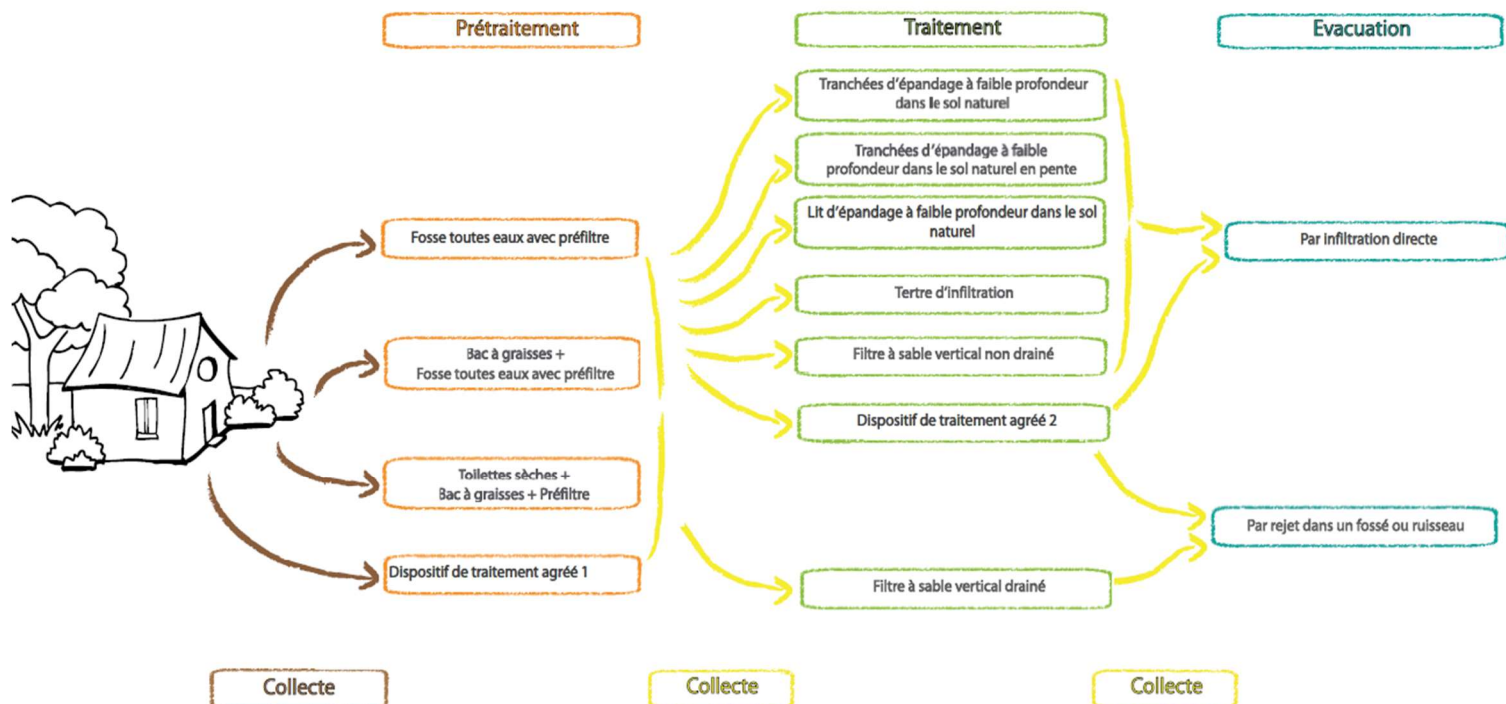 Prétraitement
Traitement
Evacuation
Fosse toutes eaux avec préfiltre
Bac à graisses +
Fosse toutes eaux avec préfiltre
Toilettes sèches +
Bac à graisses + Préfiltre
Dispositif de traitement agréé 1
Tranchées d'épandage à faible profondeur
dans le sol naturel
Tranchées d'épandage à faible
profondeur dans le sol naturel en pente
Lit d'épandage à faible profondeur dans le sol
naturel
Tertre d'infiltration
Filtre à sable vertical non drainé
Dispositif de traitement agréé 2
Filtre à sable vertical drainé
Par infiltration directe
Par rejet dans un fossé ou ruisseau
Collecte
Collecte
Collecte